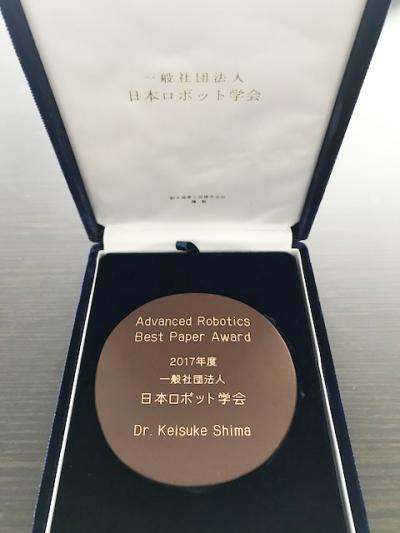 一般社団法人
日本ロボット学会
Advanced Robotics
Best Paper Award
2017年度
一般社団法人
日本ロボット学会
Dr. Keisuke Shima